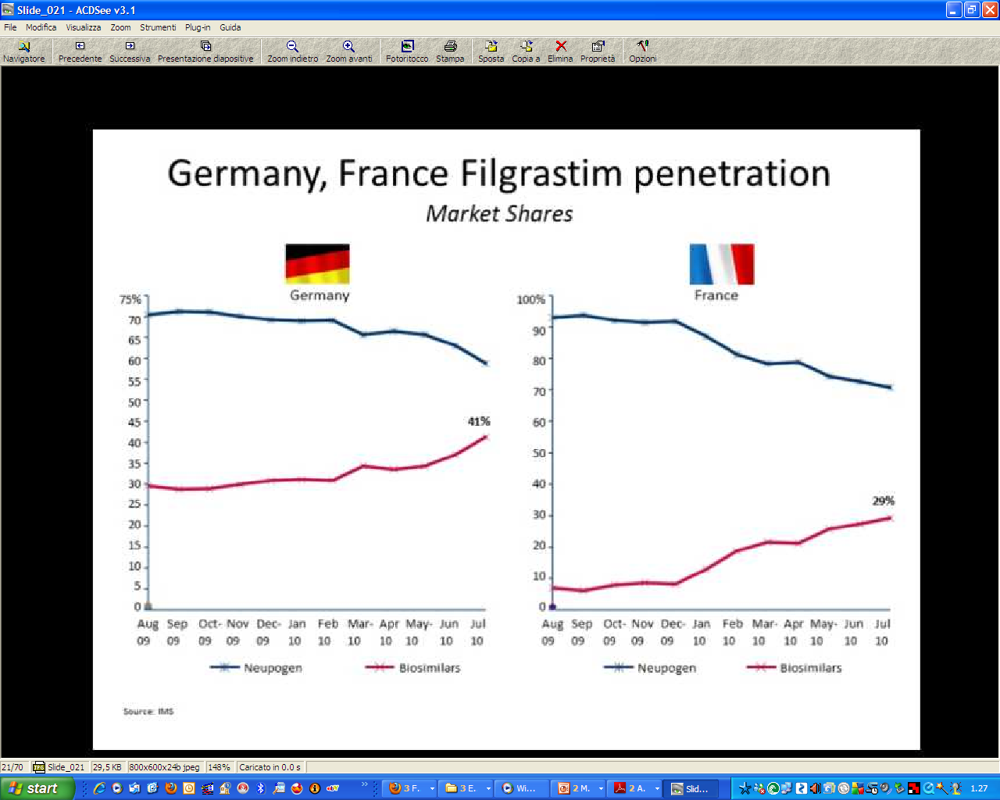 Slide_021 - ACDSee v3.1
File Modifica Visualizza Zoom Strumenti Plug-in Guida
Navigatore Precedente Successiva Presentazione diapositive Zoom indietro Zoom avanti Fotoritocco Stampa Sposta Copia a Elimina Proprietà Opzioni
Germany, France Filgrastim penetration
Market Shares
Germany
75%
70
65
60
55
50
45
40
35
30
25
20
15
10
5
0
41%
Aug Sep Oct- Nov Dec- Jan Feb Mar- Apr May- Jun Jul
09 09 09 09 09 10 10 10 10 10 10 10
Neupogen Biosimilars
France
100%
90
80
70
60
50
40
30
20
10
0
29%
Aug Sep Oct- Nov Dec- Jan Feb Mar- Apr May- Jun Jul
09 09 09 09 09 10 10 10 10 10 10 10
Neupogen Biosimilars
Source: IMS
21/70 Slide_021 29,5 KB 800x600x24b jpeg 148% Caricato in 0.0 s
start 3 F. 3 E. Wi... 2 M. 2 A. Slid... 1.27